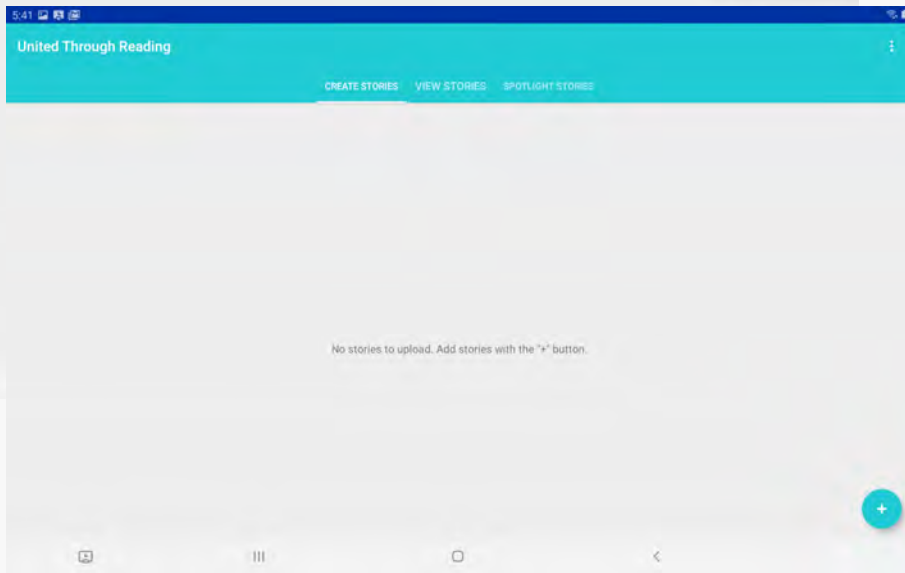 5:41
United Through Reading
CREATE STORIES VIEW STORIES SPOTLIGHT STORIES
No stories to upload. Add stories with the "+" button.
+